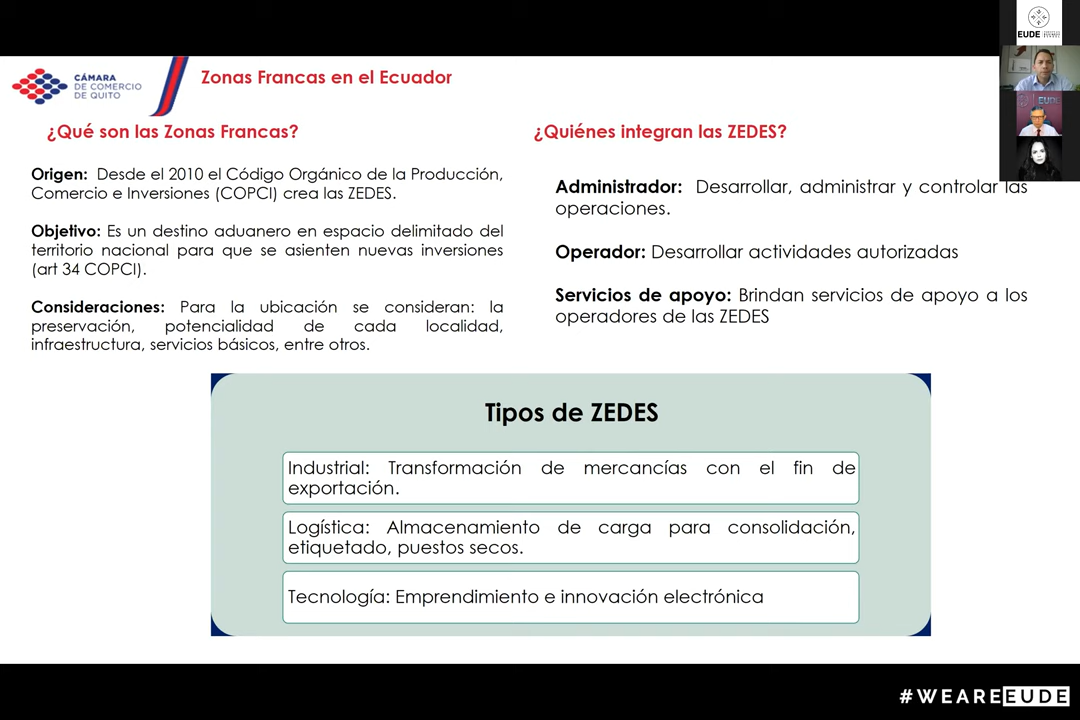 EUDE
CÁMARA
DE COMERCIO
DE QUITO
Zonas Francas en el Ecuador
¿Qué son las Zonas Francas?
Origen: Desde el 2010 el Código Orgánico de la Producción,
Comercio e Inversiones (COPCI) crea las ZEDES.
Objetivo: Es un destino aduanero en espacio delimitado del
territorio nacional para que se asienten nuevas inversiones
(art 34 COPCI).
Consideraciones: Para la ubicación se consideran: la
preservación, potencialidad de cada localidad,
infraestructura, servicios básicos, entre otros.
¿Quiénes integran las ZEDES?
Administrador: Desarrollar, administrar y controlar las
operaciones.
Operador: Desarrollar actividades autorizadas
Servicios de apoyo: Brindan servicios de apoyo a los
operadores de las ZEDES
Tipos de ZEDES
Industrial: Transformación de mercancías con el fin de
exportación.
Logística: Almacenamiento de carga para consolidación,
etiquetado, puestos secos.
Tecnología: Emprendimiento e innovación electrónica
#WEAREEUDE